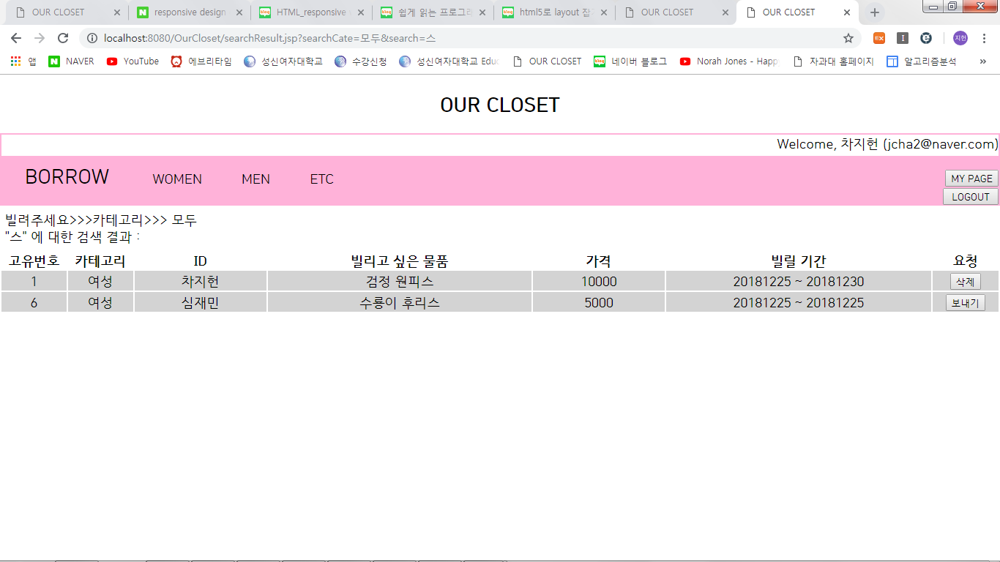 OUR CLOSET
responsive design
HTML_responsive
쉽게 읽는 프로그
html5로 layout 잡
OUR CLOSET
OUR CLOSET
localhost:8080/OurCloset/searchResult.jsp?searchCate=모두&search=스
지헌
앱
NAVER
YouTube
에브리타임
성신여자대학교
수강신청
성신여자대학교 Educ
OUR CLOSET
네이버 블로그
Norah Jones - Happ
자과대 홈페이지
알고리즘분석
»
OUR CLOSET
Welcome, 차지헌 (jcha2@naver.com)
BORROW WOMEN MEN ETC
MY PAGE
LOGOUT
빌려주세요>>>카테고리>>> 모두
"스" 에 대한 검색 결과 :
고유번호 카테고리 ID 빌리고 싶은 물품 가격 빌릴 기간 요청
1 여성 차지헌 검정 원피스 10000 20181225 ~ 20181230 삭제
6 여성 심재민 수룡이 후리스 5000 20181225 ~ 20181225 보내기